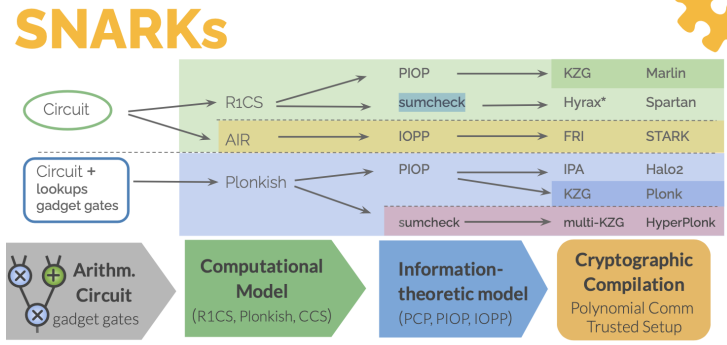 SNARKs
PIOP KZG Marlin
Circuit R1CS sumcheck Hyrax* Spartan
AIR IOPP FRI STARK
Circuit + PIOP IPA Halo2
lookups Plonkish KZG Plonk
gadget gates
sumcheck multi-KZG HyperPlonk
Arithm.
Circuit
gadget gates
Computational
Model
(R1CS, Plonkish, CCS)
Information-
theoretic model
(PCP, PIOP, IOPP)
Cryptographic
Compilation
Polynomial Comm
Trusted Setup